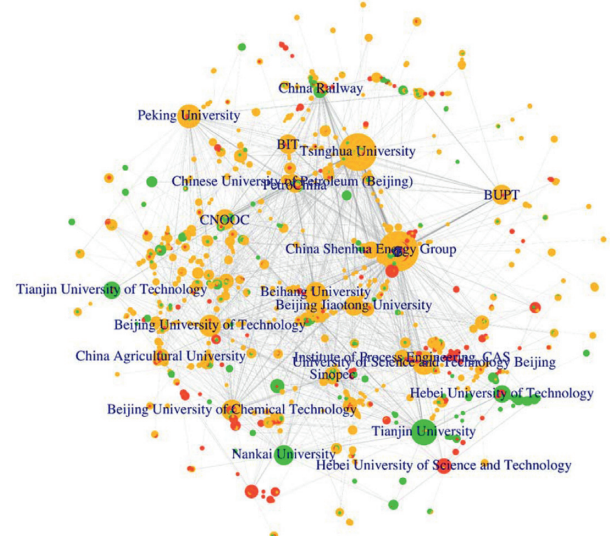 China Railway
Peking University
BIT
Tsinghua University
Chinese University of Petroleum (Beijing)
PetroChina
BUPT
CNOOC
China Shenhua Energy Group
Tianjin University of Technology
Beihang University
Beijing Jiaotong University
Beijing University of Technology
China Agricultural University
Institute of Process Engineering, CAS
University of Science and Technology Beijing
Sinopec
Hebei University of Technology
Beijing University of Chemical Technology
Tianjin University
Nankai University
Hebei University of Science and Technology